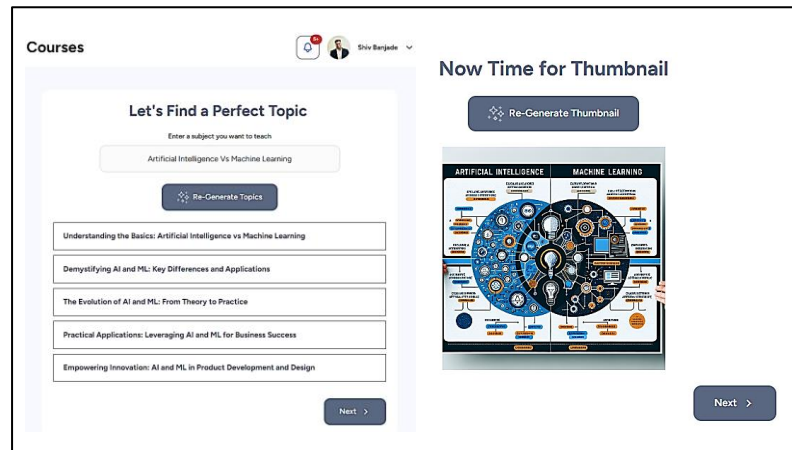 Courses
5+
Shiv Banjade
Let's Find a Perfect Topic
Enter a subject you want to teach
Artificial Intelligence Vs Machine Learning
Re-Generate Topics
Understanding the Basics: Artificial Intelligence vs Machine Learning
Demystifying AI and ML: Key Differences and Applications
The Evolution of AI and ML: From Theory to Practice
Practical Applications: Leveraging AI and ML for Business Success
Empowering Innovation: AI and ML in Product Development and Design
Next >
Now Time for Thumbnail
Re-Generate Thumbnail
ARTIFICIAL INTELLIGENCE
MACHINE LEARNING
Next >